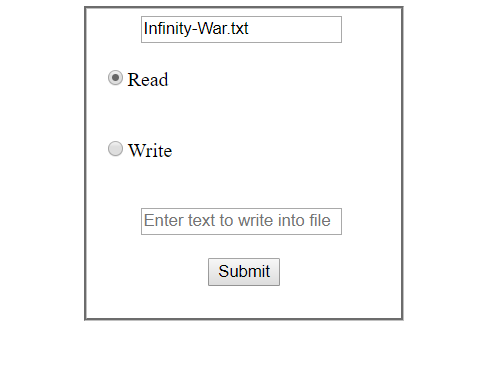 Infinity-War.txt
Read
Write
Enter text to write into file
Submit